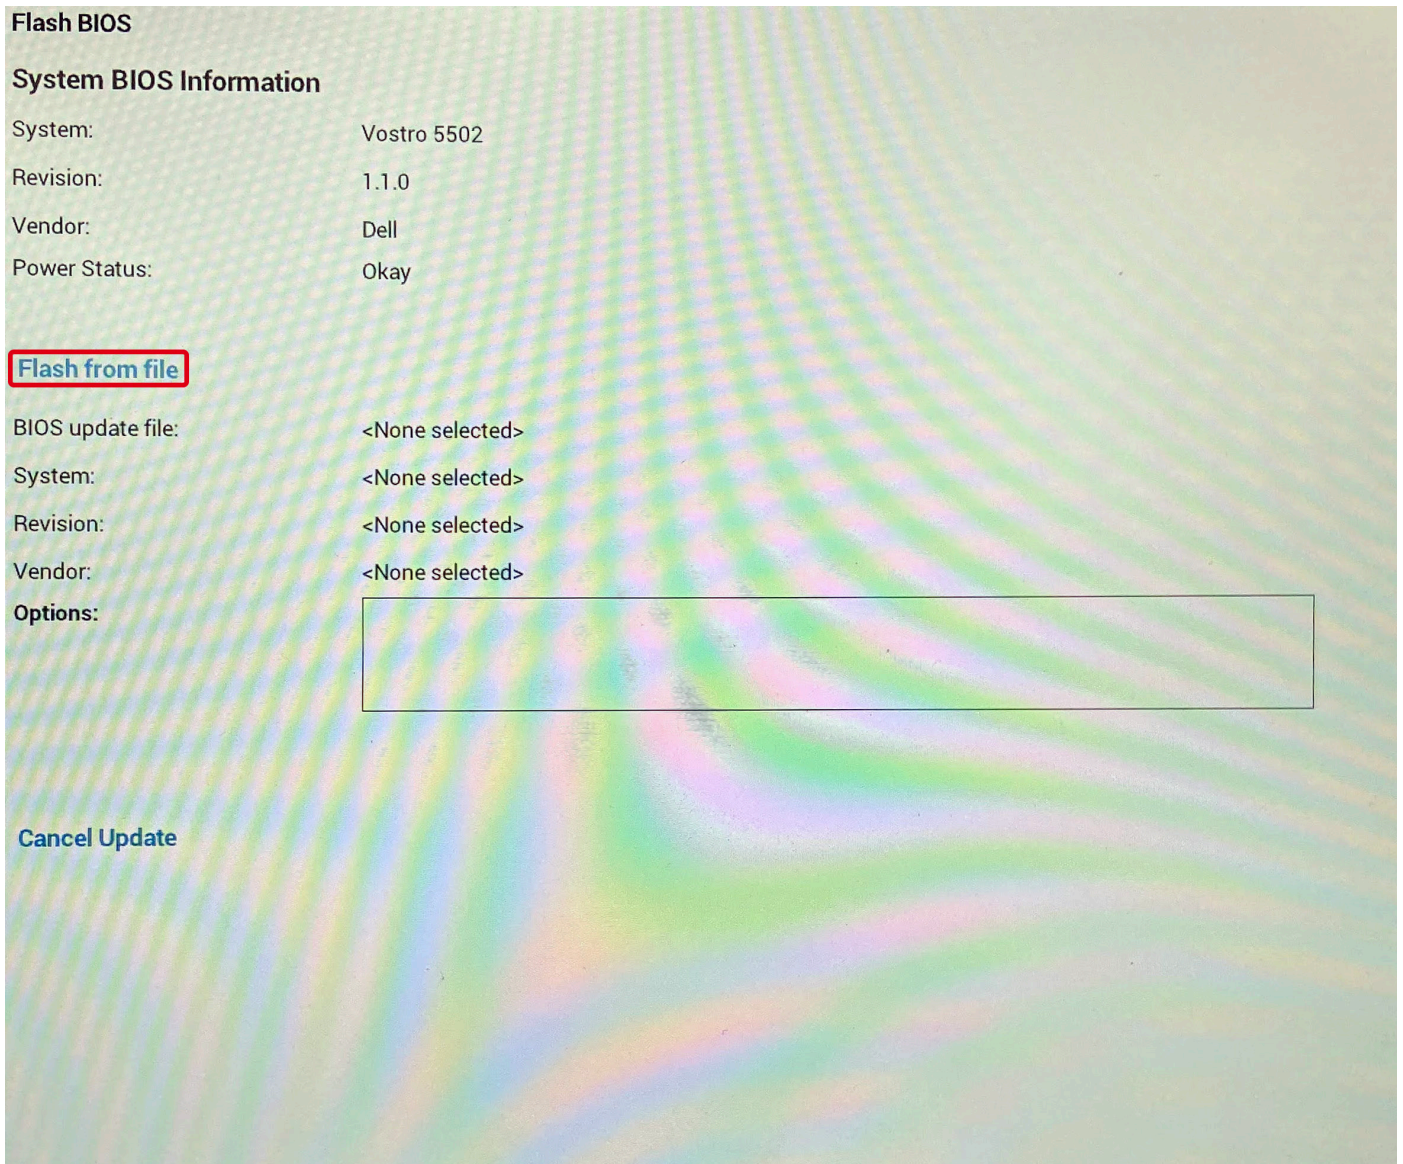 Flash BIOS
System BIOS Information
System: Vostro 5502
Revision: 1.1.0
Vendor: Dell
Power Status: Okay
Flash from file
BIOS update file: <None selected>
System: <None selected>
Revision: <None selected>
Vendor: <None selected>
Options:
Cancel Update